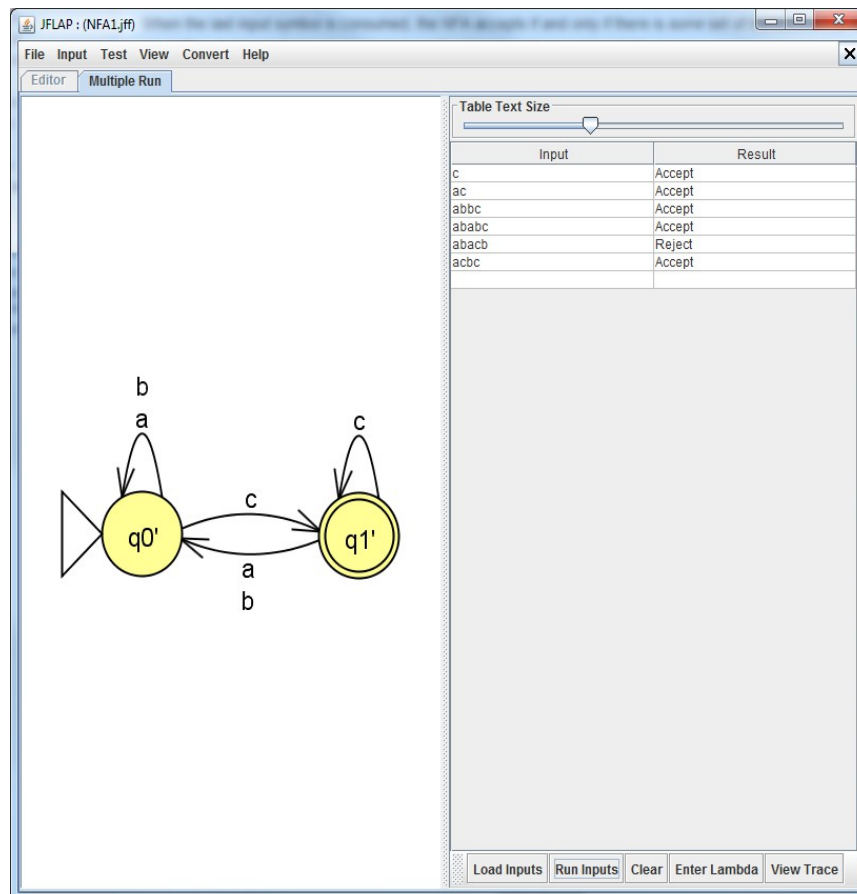 JFLAP : (NFA1.jff)
File Input Test View Convert Help
Editor Multiple Run
Table Text Size
Input Result
c Accept
ac Accept
abbc Accept
ababc Accept
abacb Reject
acbc Accept
b
a
c
q0'
c
q1'
a
b
Load Inputs Run Inputs Clear Enter Lambda View Trace